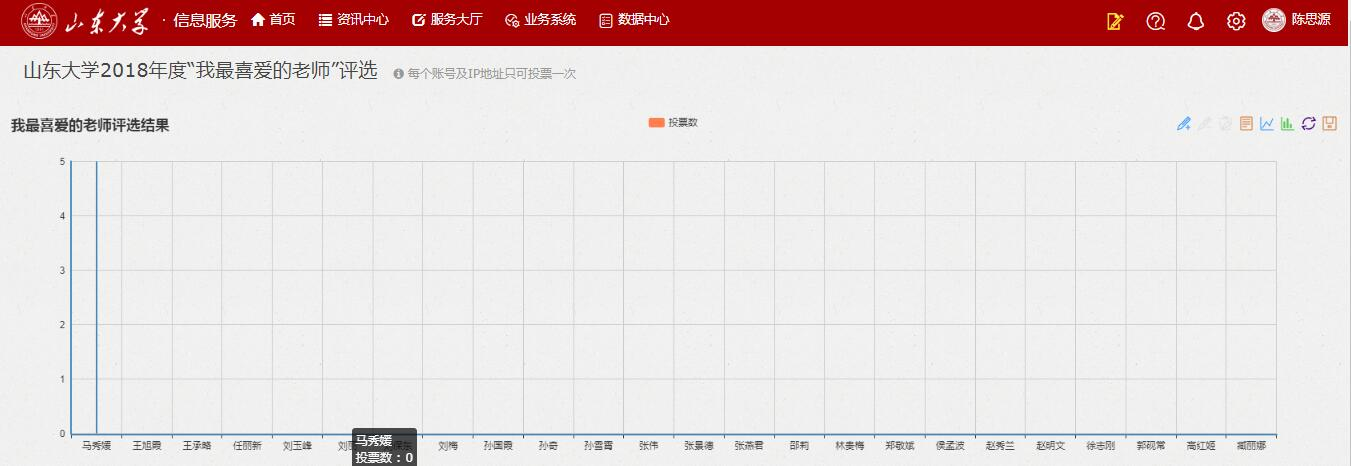 山东大学 · 信息服务 首页 资讯中心 服务大厅 业务系统 数据中心 陈思源
山东大学2018年度“我最喜爱的老师”评选 每个账号及IP地址只可投票一次
我最喜爱的老师评选结果 投票数
5
4
3
2
1
0
马秀媛 王旭霞 王承略 任丽新 刘玉峰 刘梅 孙国霞 孙奇 孙雪霄 张伟 张景德 张燕君 邵莉 林贵梅 郑敬斌 侯孟波 赵秀兰 赵明文 徐志刚 郭砚常 高红姬 臧丽娜
马秀媛
投票数：0